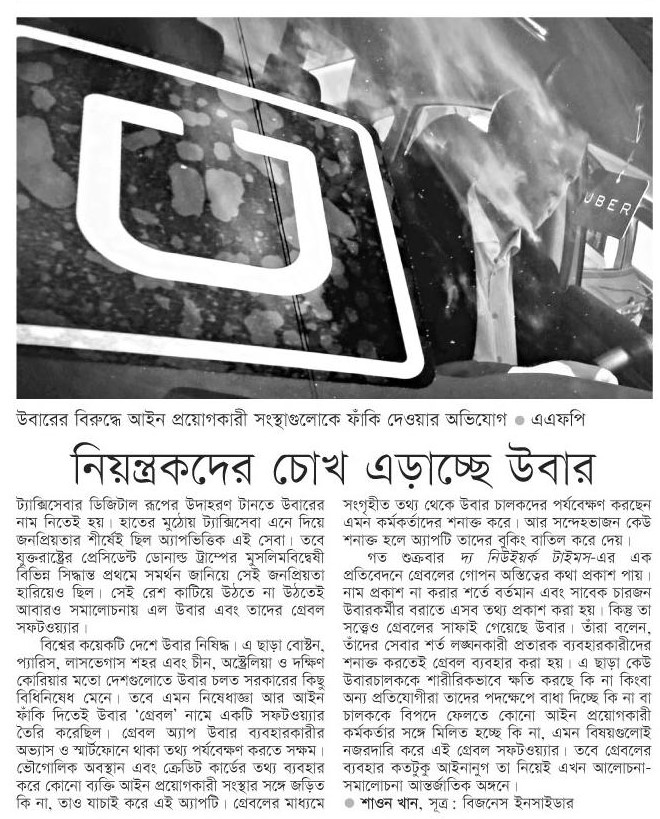 UBER
উবারের বিরুদ্ধে আইন প্রয়োগকারী সংস্থাগুলোকে ফাঁকি দেওয়ার অভিযোগ ● এএফপি
নিয়ন্ত্রকদের চোখ এড়াচ্ছে উবার
ট্যাক্সিসেবার ডিজিটাল রূপের উদাহরণ টানতে উবারের
নাম নিতেই হয়। হাতের মুঠোয় ট্যাক্সিসেবা এনে দিয়ে
জনপ্রিয়তার শীর্ষেই ছিল অ্যাপভিত্তিক এই সেবা। তবে
যুক্তরাষ্ট্রের প্রেসিডেন্ট ডোনাল্ড ট্রাম্পের মুসলিমবিদ্বেষী
বিভিন্ন সিদ্ধান্ত প্রথমে সমর্থন জানিয়ে সেই জনপ্রিয়তা
হারিয়েও ছিল। সেই রেশ কাটিয়ে উঠতে না উঠতেই
আবারও সমালোচনায় এল উবার এবং তাদের গ্রেবল
সফটওয়্যার।
বিশ্বের কয়েকটি দেশে উবার নিষিদ্ধ। এ ছাড়া বোস্টন,
প্যারিস, লাসভেগাস শহর এবং চীন, অস্ট্রেলিয়া ও দক্ষিণ
কোরিয়ার মতো দেশগুলোতে উবার চলত সরকারের কিছু
বিধিনিষেধ মেনে। তবে এমন নিষেধাজ্ঞা আর আইন
ফাঁকি দিতেই উবার ‘গ্রেবল’ নামে একটি সফটওয়্যার
তৈরি করেছিল। গ্রেবল অ্যাপ উবার ব্যবহারকারীর
অভ্যাস ও স্মার্টফোনে থাকা তথ্য পর্যবেক্ষণ করতে সক্ষম।
ভৌগোলিক অবস্থান এবং ক্রেডিট কার্ডের তথ্য ব্যবহার
করে কোনো ব্যক্তি আইন প্রয়োগকারী সংস্থার সঙ্গে জড়িত
কি না, তাও যাচাই করে এই অ্যাপটি। গ্রেবলের মাধ্যমে
সংগৃহীত তথ্য থেকে উবার চালকদের পর্যবেক্ষণ করছেন
এমন কর্মকর্তাদের শনাক্ত করে। আর সন্দেহভাজন কেউ
শনাক্ত হলে অ্যাপটি তাদের বুকিং বাতিল করে দেয়।
গত শুক্রবার দ্য নিউইয়র্ক টাইমস-এর এক
প্রতিবেদনে গ্রেবলের গোপন অস্তিত্বের কথা প্রকাশ পায়।
নাম প্রকাশ না করার শর্তে বর্তমান এবং সাবেক চারজন
উবারকর্মীর বরাতে এসব তথ্য প্রকাশ করা হয়। কিন্তু তা
সত্ত্বেও গ্রেবলের সাফাই গেয়েছে উবার। তাঁরা বলেন,
তাঁদের সেবার শর্ত লঙ্ঘনকারী প্রতারক ব্যবহারকারীদের
শনাক্ত করতেই গ্রেবল ব্যবহার করা হয়। এ ছাড়া কেউ
উবারচালককে শারীরিকভাবে ক্ষতি করছে কি না কিংবা
অন্য প্রতিযোগীরা তাদের পদক্ষেপে বাধা দিচ্ছে কি না বা
চালককে বিপদে ফেলতে কোনো আইন প্রয়োগকারী
কর্মকর্তার সঙ্গে মিলিত হচ্ছে কি না, এমন বিষয়গুলোই
নজরদারি করে এই গ্রেবল সফটওয়্যার। তবে গ্রেবলের
ব্যবহার কতটুকু আইনানুগ তা নিয়েই এখন আলোচনা-
সমালোচনা আন্তর্জাতিক অঙ্গনে।
● শাওন খান, সূত্র : বিজনেস ইনসাইডার